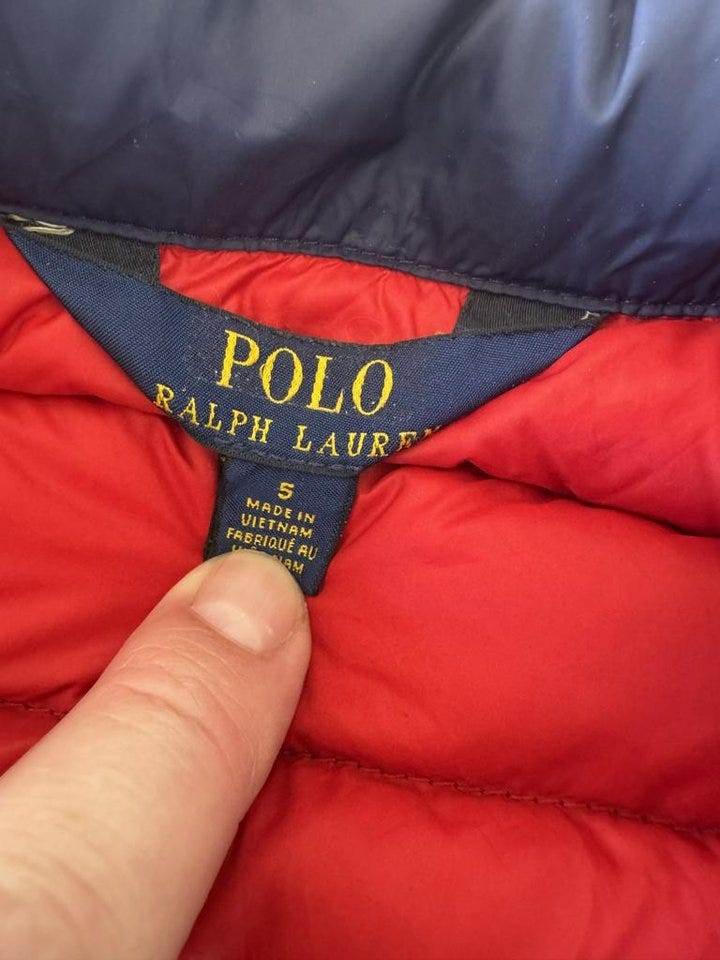 POLO
RALPH LAUREN
5
MADE IN
VIETNAM
FABRIQUÉ AU